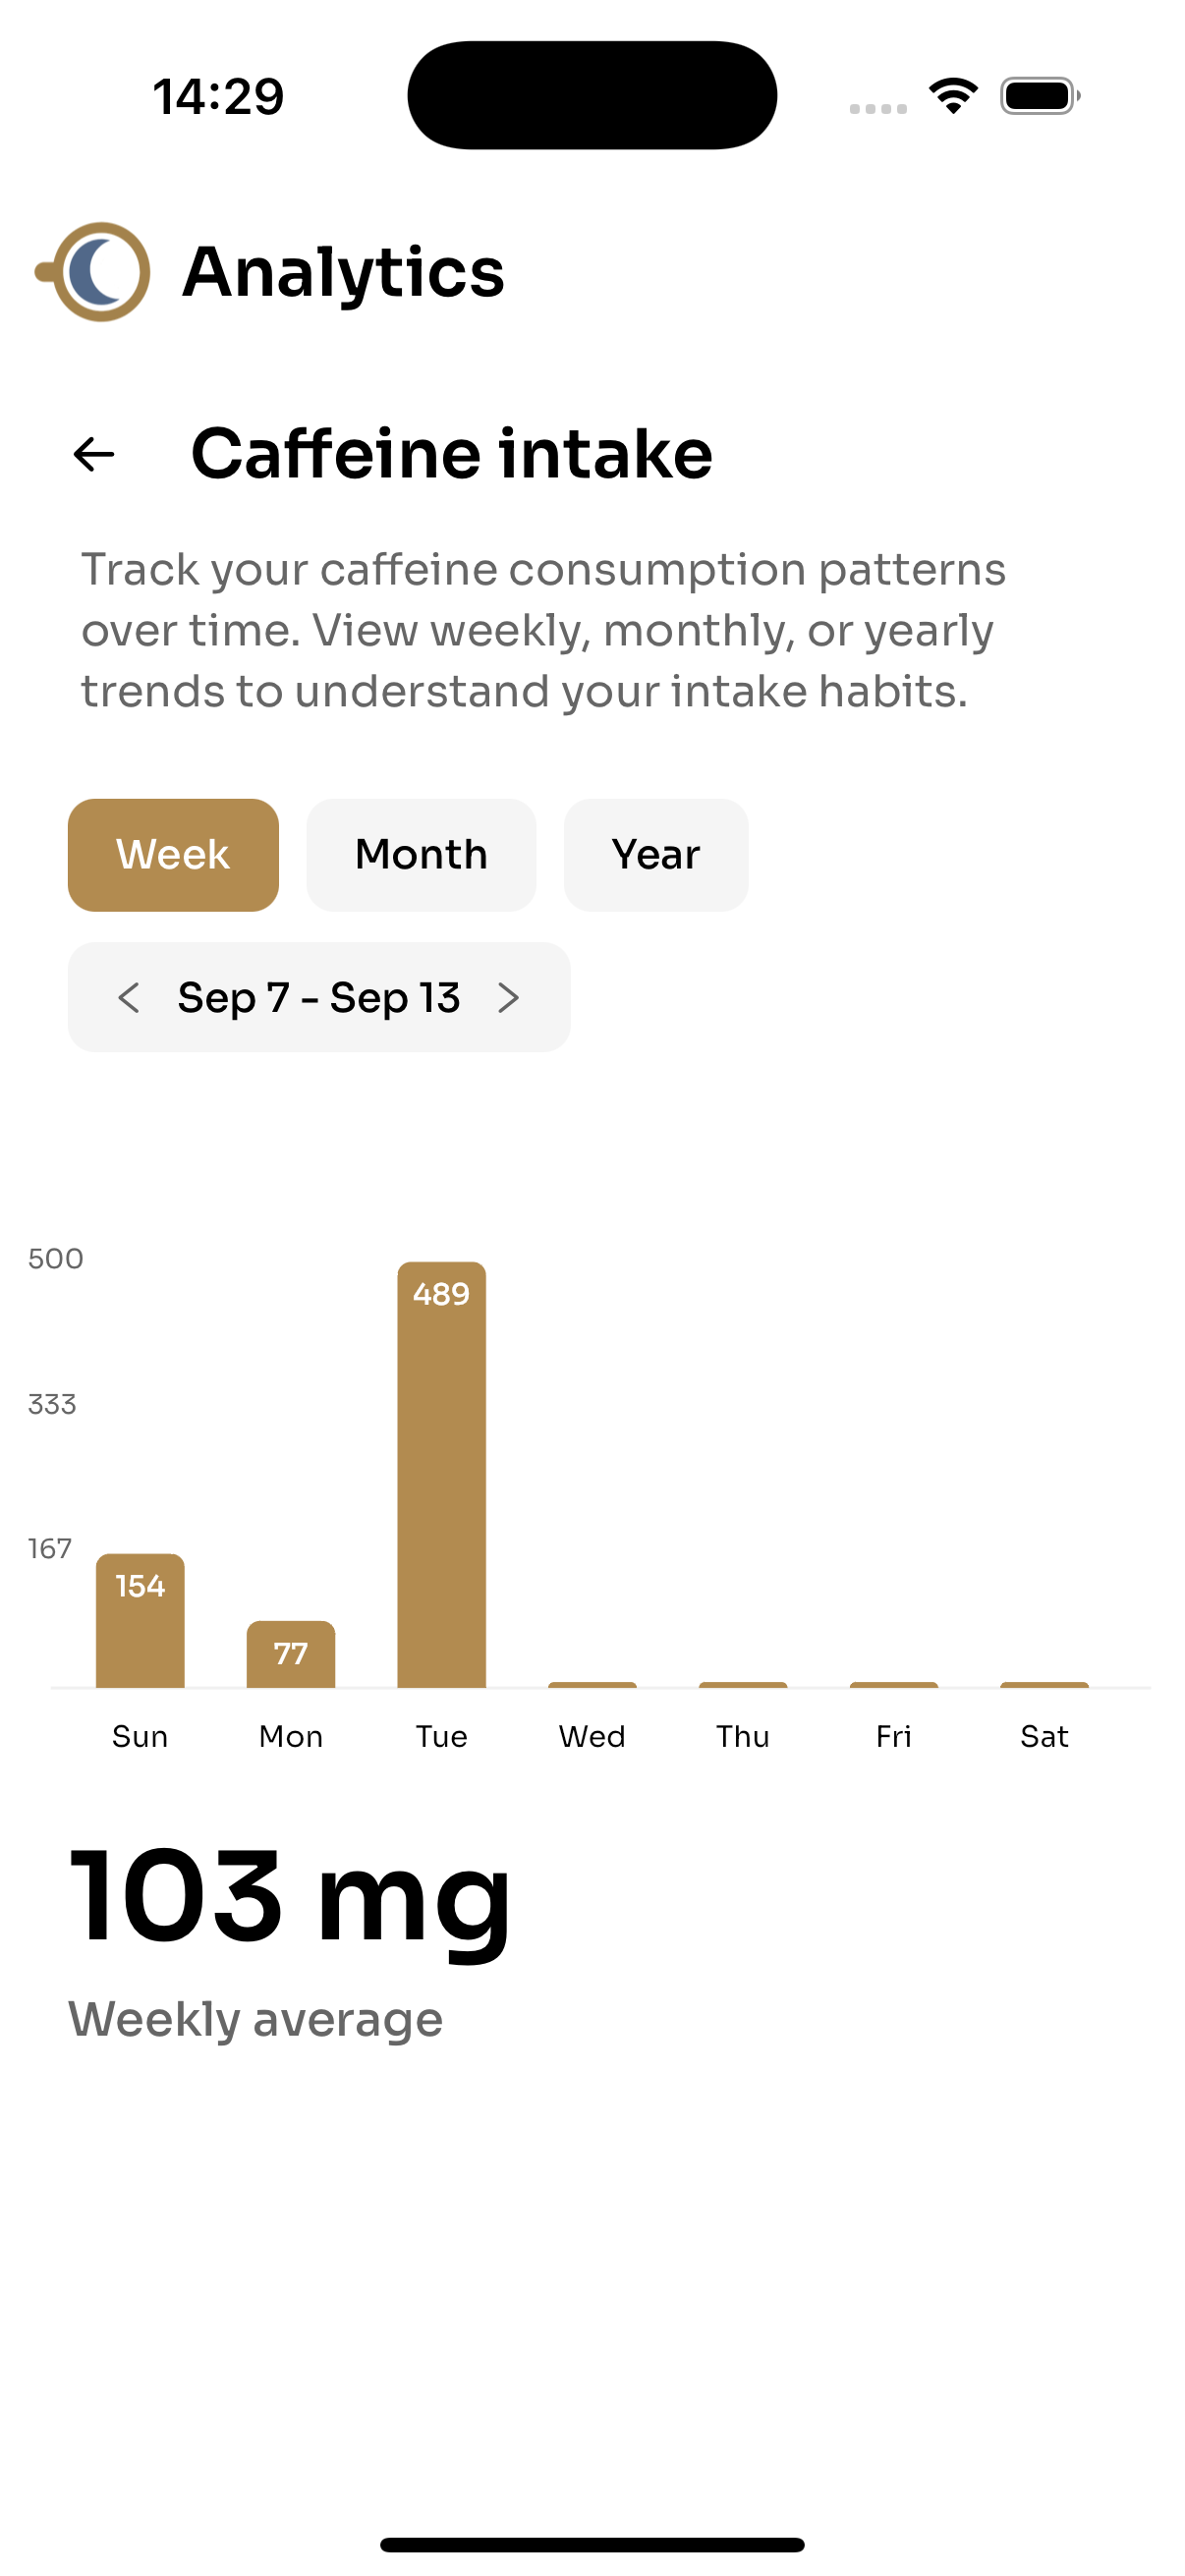 14:29
Analytics
Caffeine intake
Track your caffeine consumption patterns
over time. View weekly, monthly, or yearly
trends to understand your intake habits.
Week Month Year
Sep 7 - Sep 13
500
489
333
167
154
77
Sun Mon Tue Wed Thu Fri Sat
103 mg
Weekly average